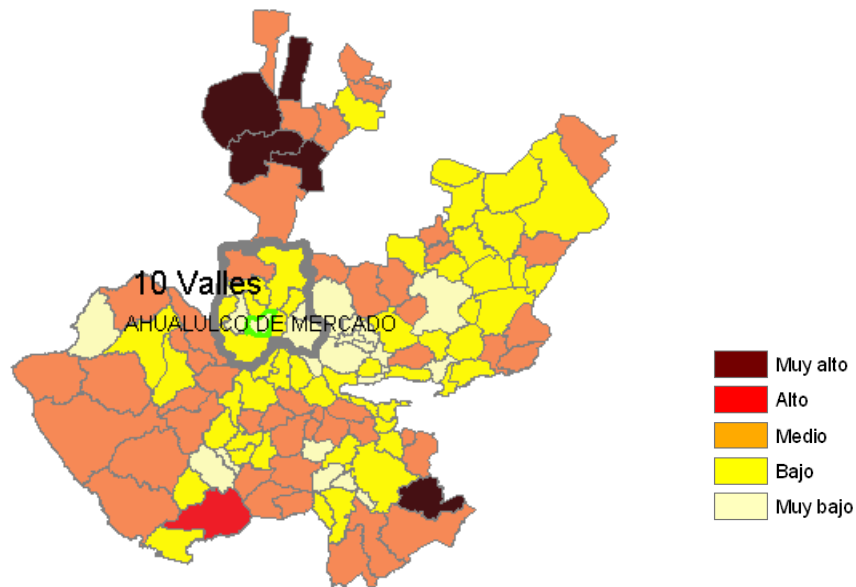 10 Valles
AHUALULCO DE MERCADO
Muy alto
Alto
Medio
Bajo
Muy bajo